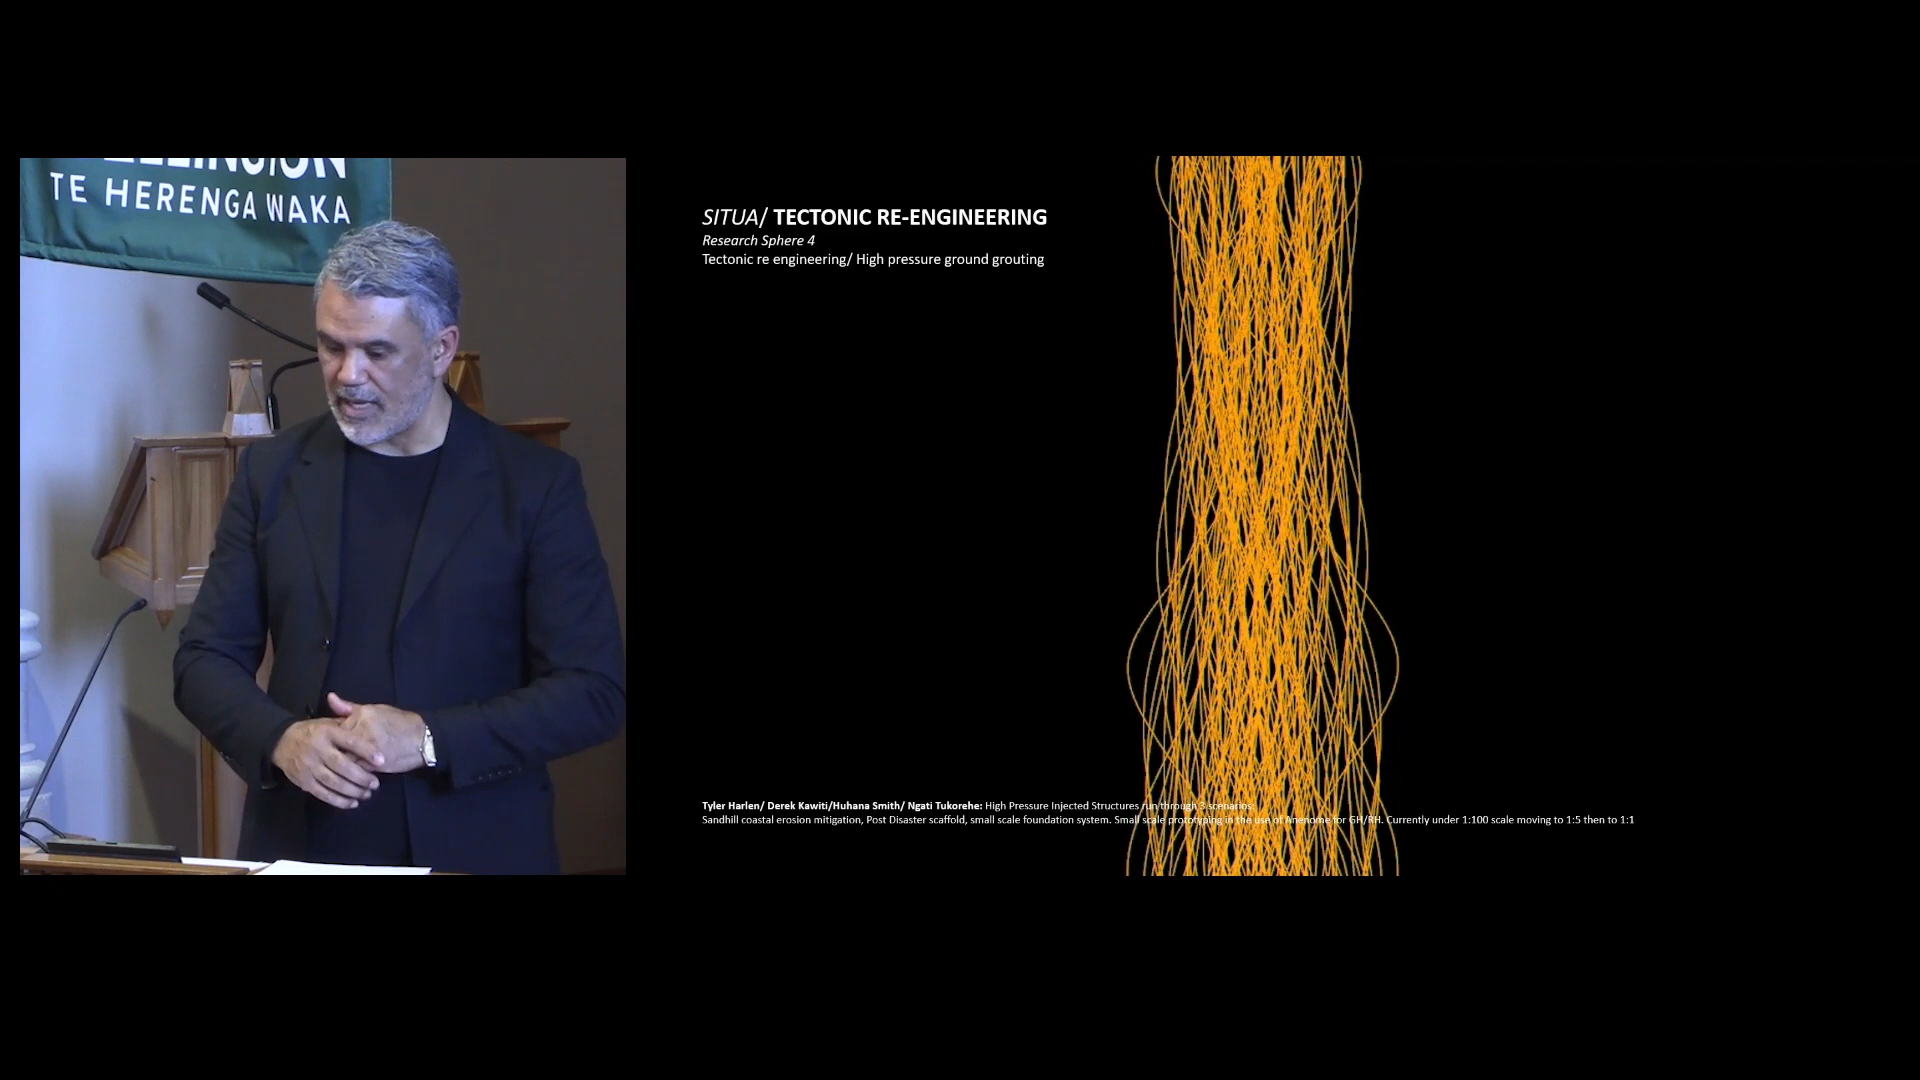 TE HERENGA WAKA
SITUA/ TECTONIC RE-ENGINEERING
Research Sphere 4
Tectonic re engineering/ High pressure ground grouting
Tyler Harlen/ Derek Kawiti/Huhana Smith/ Ngati Tukorehe: High Pressure Injected Structures run through 3 scenarios:
Sandhill coastal erosion mitigation, Post Disaster scaffold, small scale foundation system. Small scale prototyping in the use of Anenome for GH/RH. Currently under 1:100 scale moving to 1:5 then to 1:1